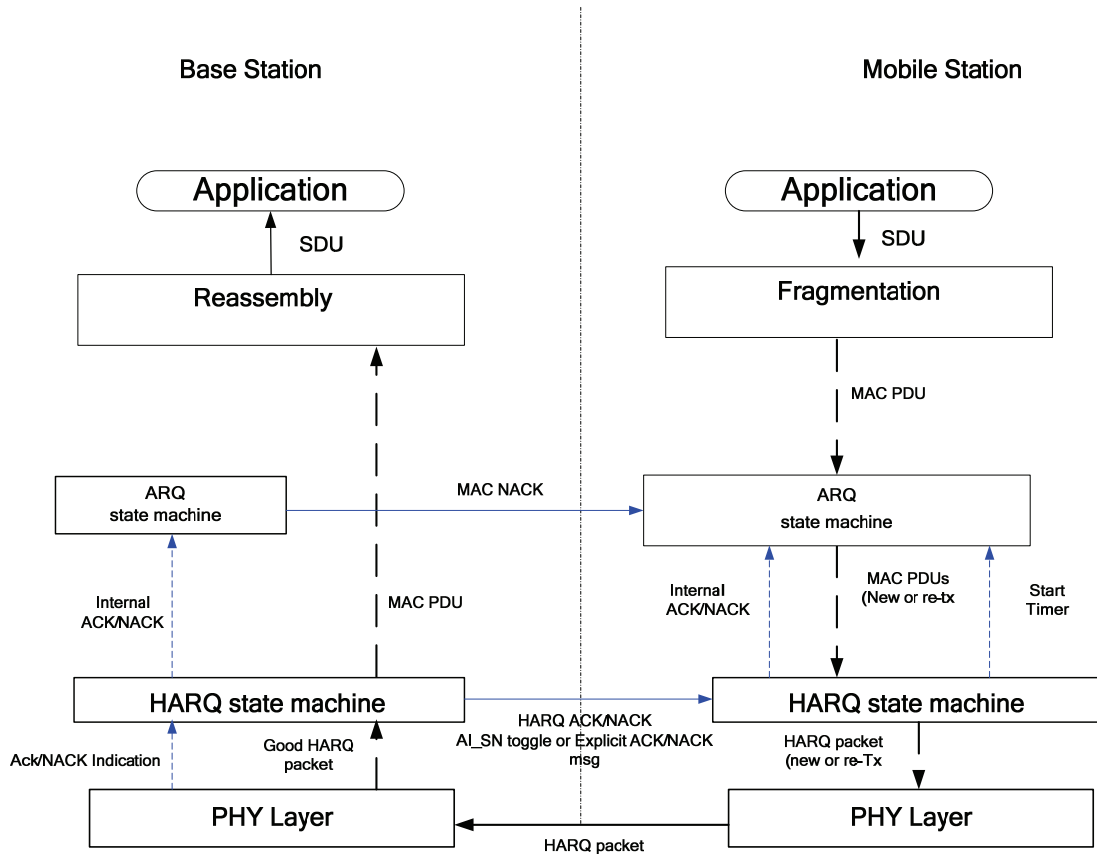 Base Station
Mobile Station
Application
Application
SDU
SDU
Reassembly
Fragmentation
MAC PDU
ARQ
state machine
MAC NACK
ARQ
state machine
Internal
ACK/NACK
MAC PDU
Internal
ACK/NACK
MAC PDUs
(New or re-tx
Start
Timer
HARQ state machine
HARQ state machine
HARQ ACK/NACK
AI_SN toggle or Explicit ACK/NACK
msg
Ack/NACK Indication
Good HARQ
packet
HARQ packet
(new or re-Tx
PHY Layer
PHY Layer
HARQ packet